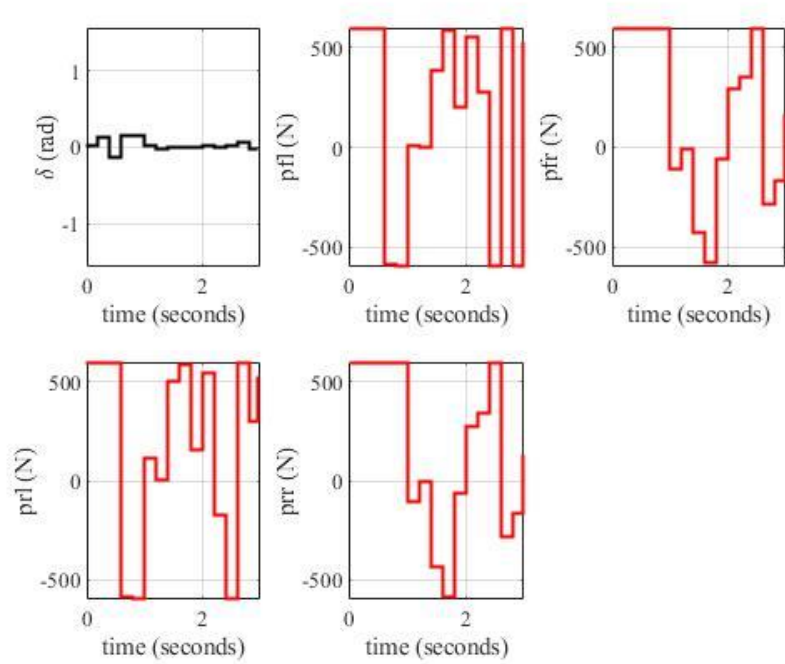 1
0
-1
δ (rad)
0
2
time (seconds)
500
0
-500
pfl (N)
0
2
time (seconds)
500
0
-500
pfr (N)
0
2
time (seconds)
500
0
-500
prl (N)
0
2
time (seconds)
500
0
-500
prr (N)
0
2
time (seconds)